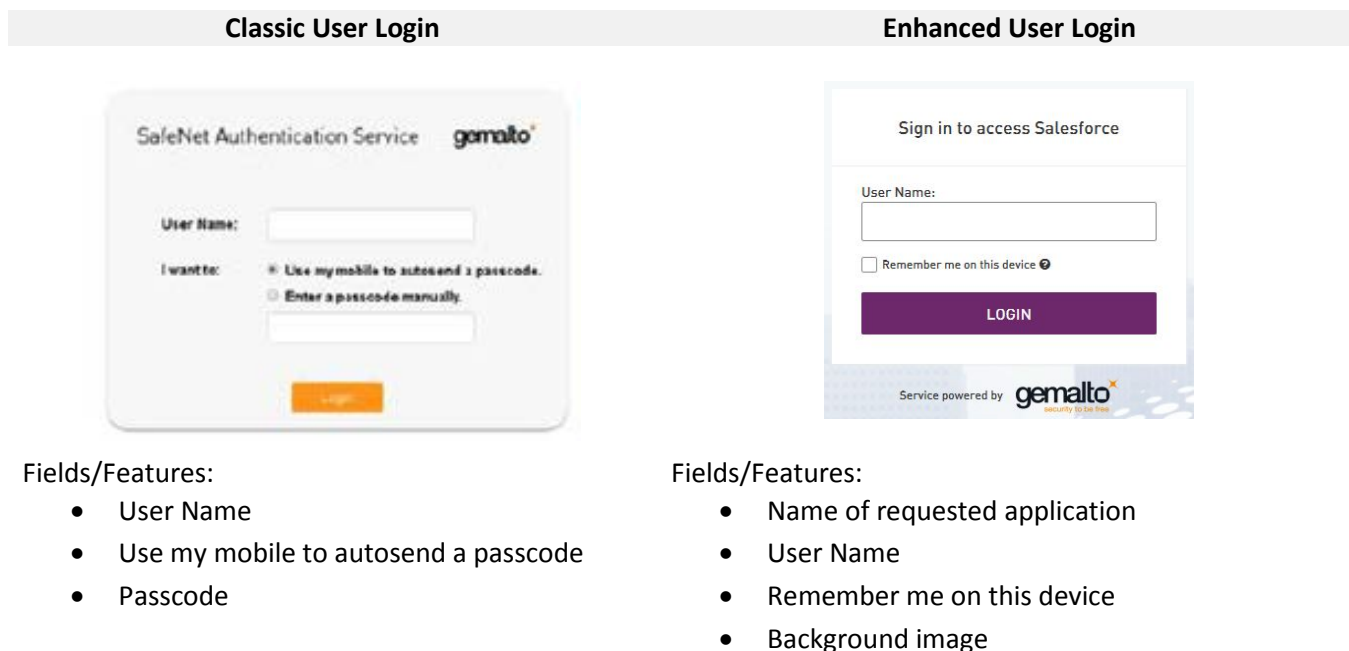 Classic User Login
Enhanced User Login
SafeNet Authentication Service gemalto
User Name:
I want to: Use my mobile to autosend a passcode.
Enter a passcode manually.
Login
Sign in to access Salesforce
User Name:
Remember me on this device
LOGIN
Service powered by gemalto
security to be free
Fields/Features:
• User Name
• Use my mobile to autosend a passcode
• Passcode
Fields/Features:
• Name of requested application
• User Name
• Remember me on this device
• Background image